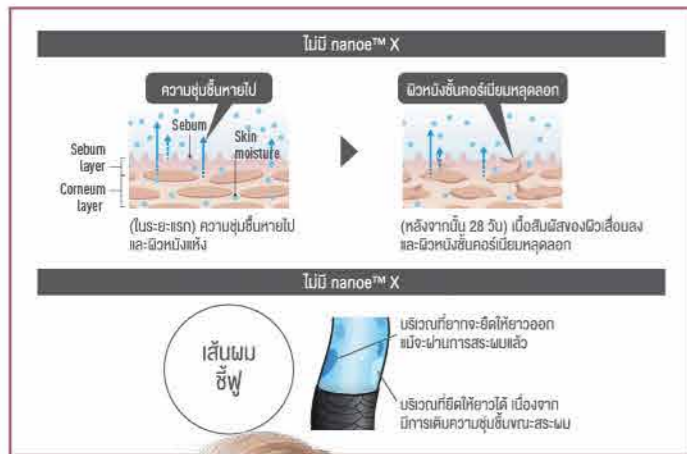 ไม่มี nanoe™ X
ความชุ่มชื้นหายไป
Sebum
Skin
moisture
Sebum
layer
Corneum
layer
(ในระยะแรก) ความชุ่มชื้นหายไป
และผิวหนังแห้ง
ผิวหนังชั้นคอร์เนียมหลุดลอก
(หลังจากนั้น 28 วัน) เนื้อสัมผัสของผิวเสื่อมลง
และผิวหนังชั้นคอร์เนียมหลุดลอก
ไม่มี nanoe™ X
เส้นผม
ชี้ฟู
บริเวณที่ยากจะยืดให้ยาวออก
แม้จะผ่านการสระผมแล้ว
บริเวณที่ยืดให้ยาวได้ เนื่องจาก
มีการเติมความชุ่มชื้นขณะสระผม